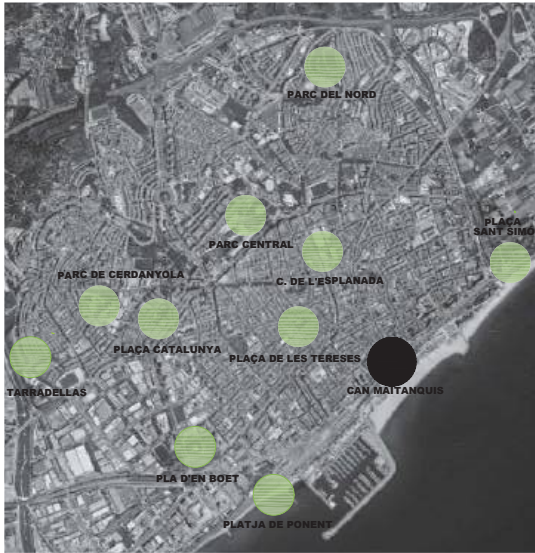 PARC DEL NORD
PLAÇA
SANT SIMÓ
PARC CENTRAL
C. DE L'ESPLANADA
PARC DE CERDANYOLA
PLAÇA CATALUNYA
PLAÇA DE LES TERESES
TARRADELLAS
CAN MAITANQUIS
PLA D'EN BOET
PLATJA DE PONENT